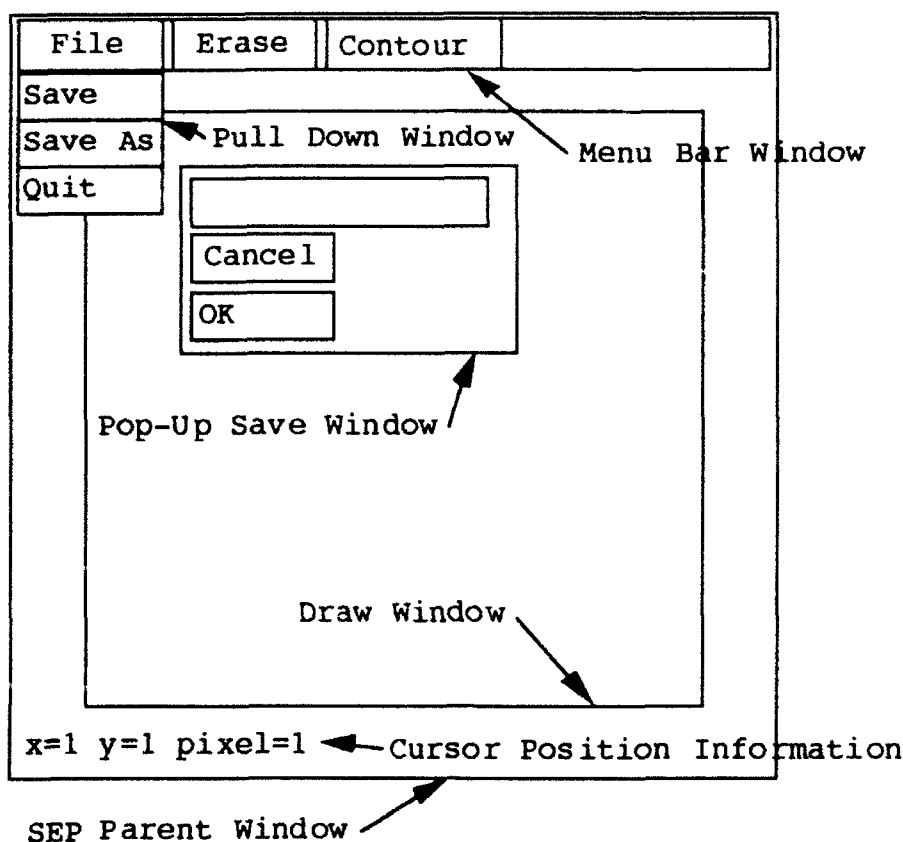 File Erase Contour
Save
Save As
Pull Down Window
Menu Bar Window
Quit
Cancel
OK
Pop-Up Save Window
Draw Window
x=1 y=1 pixel=1
Cursor Position Information
SEP Parent Window